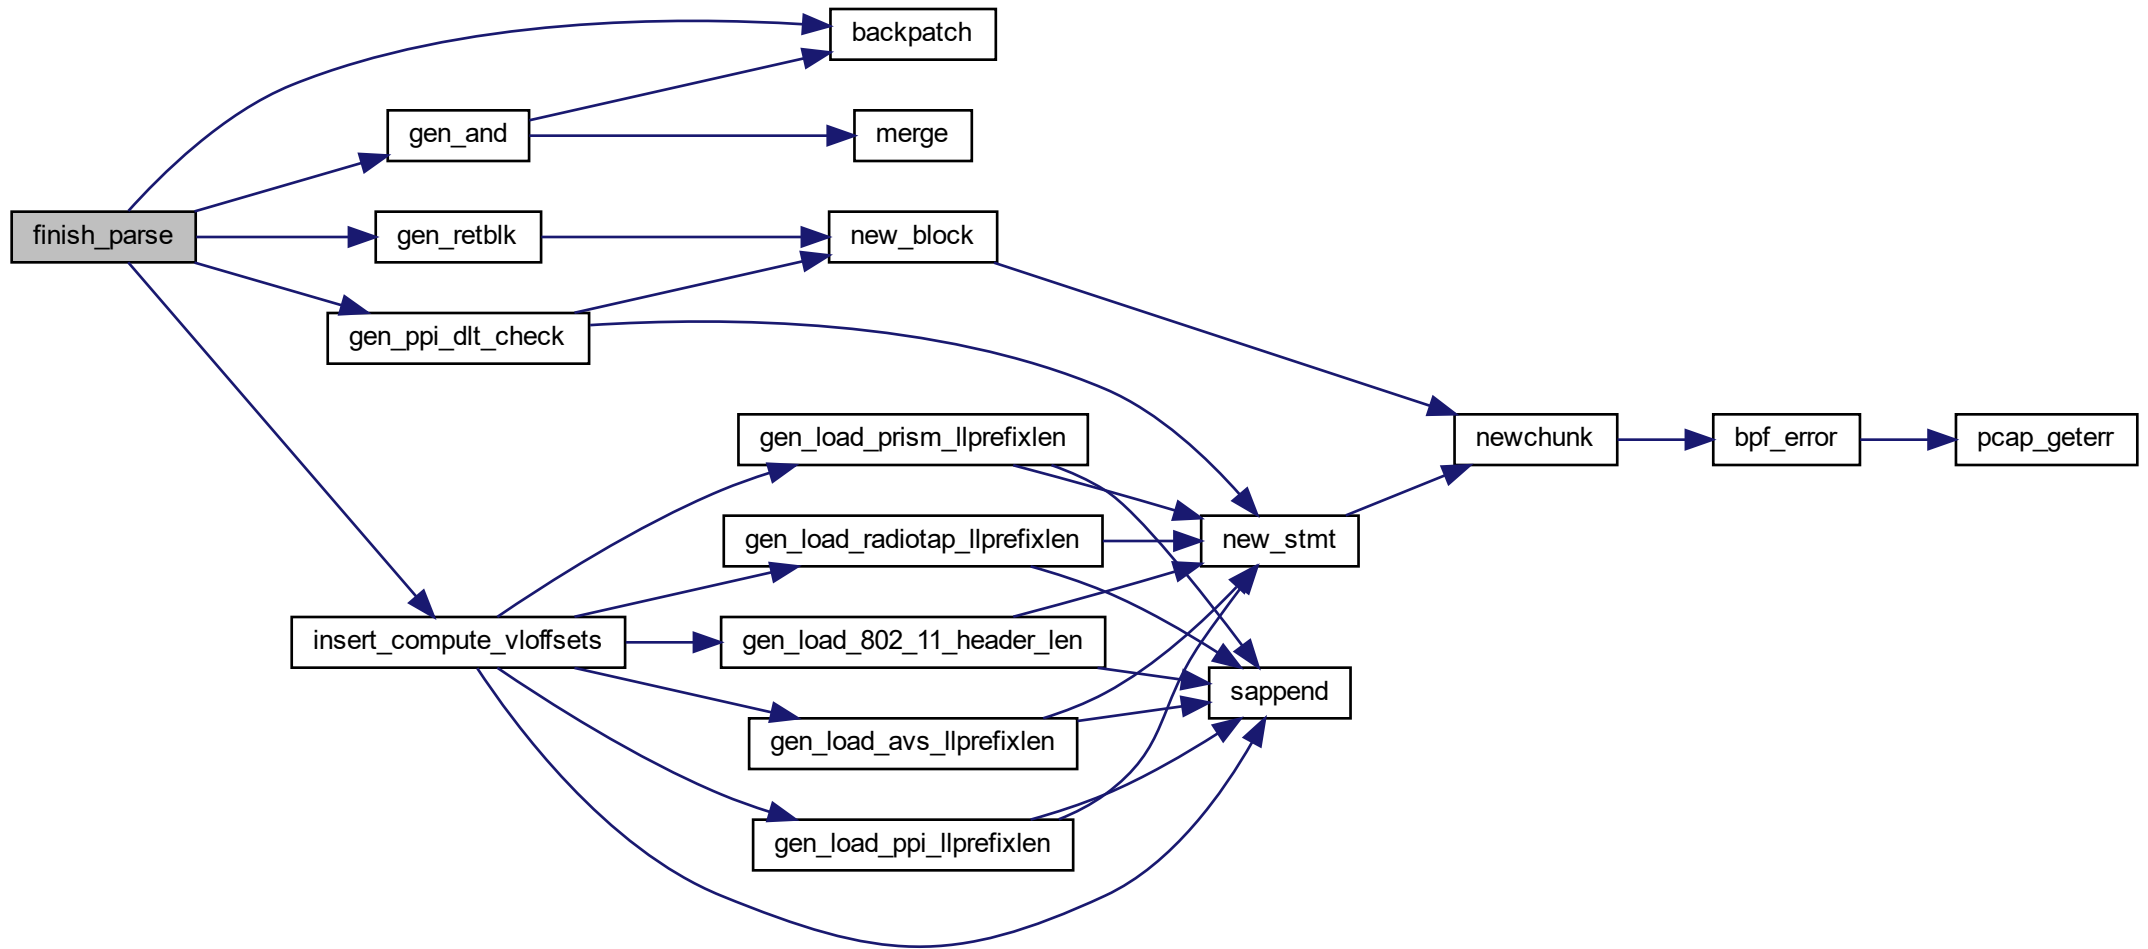 backpatch
gen_and
merge
finish_parse
gen_retblk
new_block
gen_ppi_dlt_check
gen_load_prism_llprefixlen
newchunk
bpf_error
pcap_geterr
gen_load_radiotap_llprefixlen
new_stmt
insert_compute_vloffsets
gen_load_802_11_header_len
sappend
gen_load_avs_llprefixlen
gen_load_ppi_llprefixlen